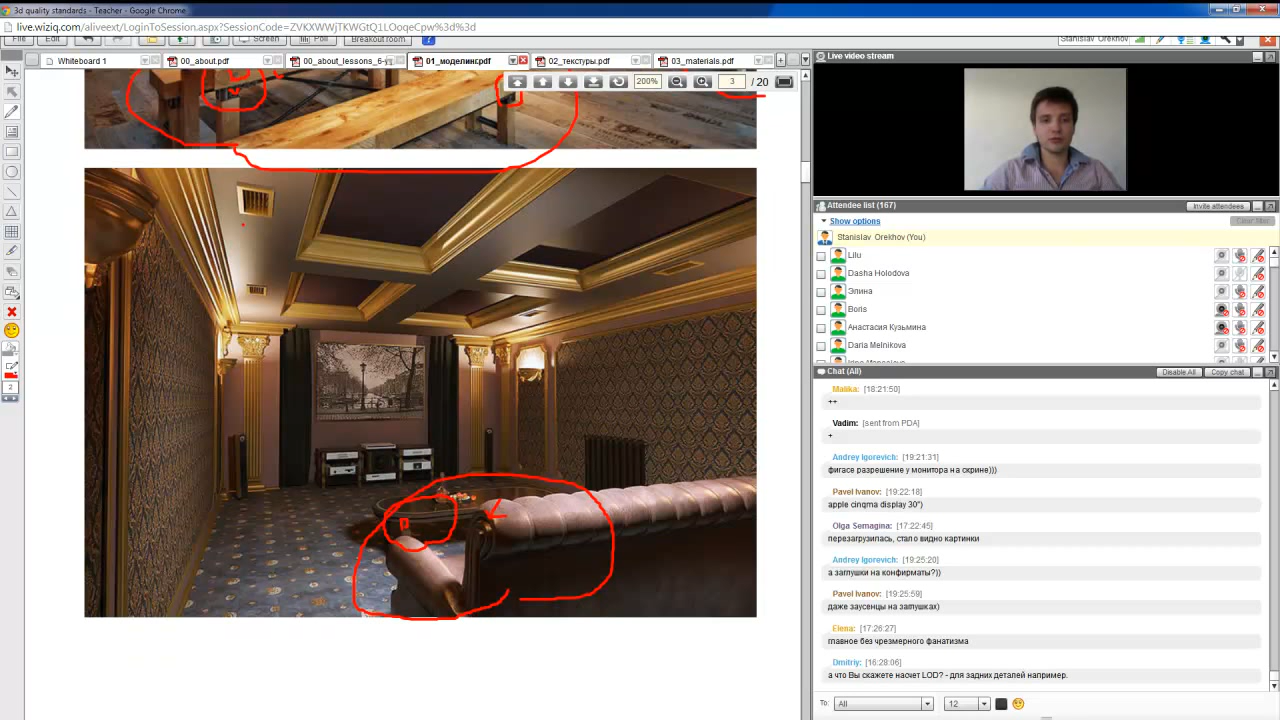 3d quality standards - Teacher - Google Chrome
live.wiziq.com/aliveext/LoginToSession.aspx?SessionCode=ZVKXWWjTKWGtQ1LOoqeCpw%3d%3d
File Edit Screen Poll Breakout room Stanislav Orekhov
Whiteboard 1 00_about.pdf 00_about_lessons_6-y 01_моделинг.pdf 02_текстуры.pdf 03_materials.pdf
200% 3 / 20
Live video stream
Attendee list (167) Invite attendees
Show options
Stanislav Orekhov (You)
Lilu
Dasha Holodova
Элина
Boris
Анастасия Кузьмина
Daria Melnikova
Chat (All) Disable All Copy chat
Malika: [18:21:50]
++
Vadim: [sent from PDA]
+
Andrey Igorevich: [19:21:31]
фигасе разрешение у монитора на скрине)))
Pavel Ivanov: [19:22:18]
apple cinqma display 30")
Olga Semagina: [17:22:45]
перезагрузилась, стало видно картинки
Andrey Igorevich: [19:25:20]
а заглушки на конфирматы?))
Pavel Ivanov: [19:25:59]
даже заусенцы на заглушках)
Elena: [17:26:27]
главное без чрезмерного фанатизма
Dmitriy: [16:28:06]
а что Вы скажете насчет LOD? - для задних деталей например.
To: All 12
2